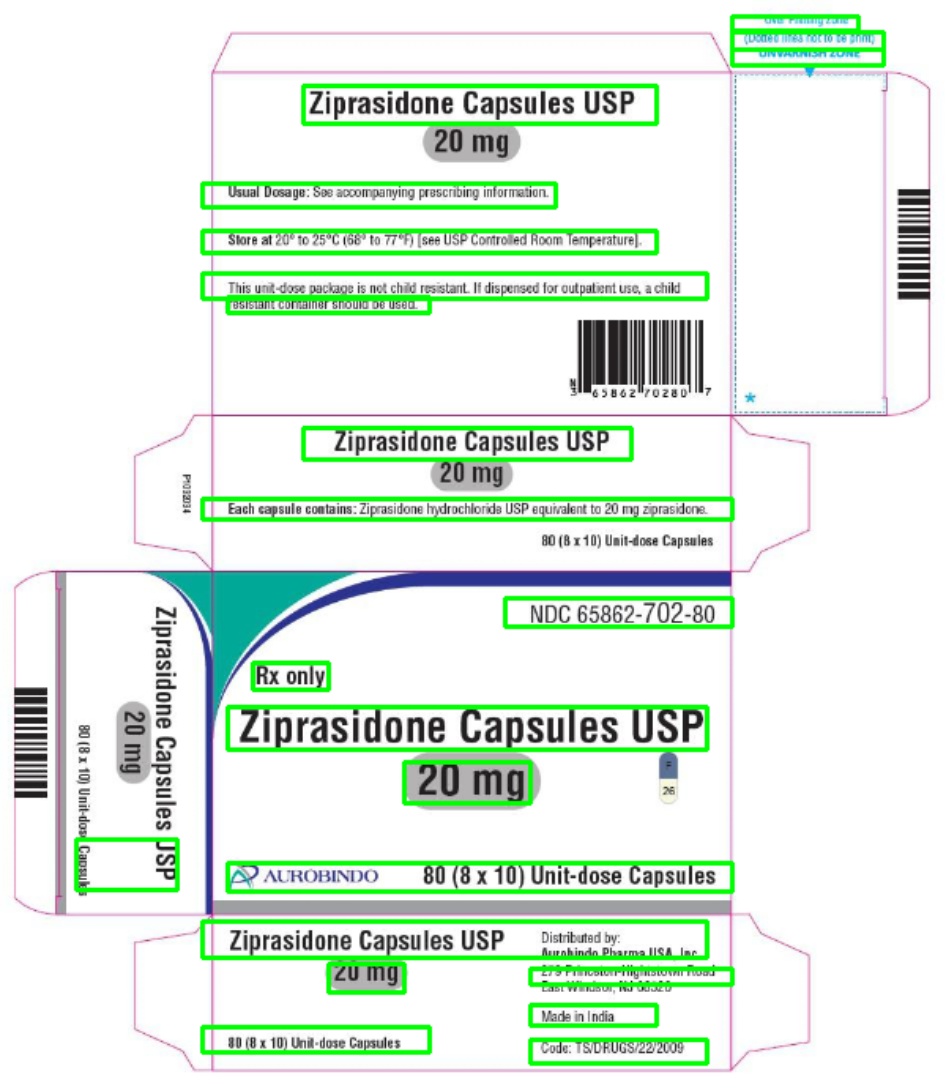 Over Printing Zone
(Dotted lines not to be print)
UNVARNISH ZONE
Ziprasidone Capsules USP
20 mg
Usual Dosage: See accompanying prescribing information.
Store at 20° to 25°C (68° to 77°F) [see USP Controlled Room Temperature].
This unit-dose package is not child resistant. If dispensed for outpatient use, a child
resistant container should be used.
N
3 65862 70280 7
*
Ziprasidone Capsules USP
20 mg
P1032034
Each capsule contains: Ziprasidone hydrochloride USP equivalent to 20 mg ziprasidone.
80 (8 x 10) Unit-dose Capsules
NDC 65862-702-80
Rx only
Ziprasidone Capsules USP
20 mg
26
AUROBINDO 80 (8 x 10) Unit-dose Capsules
Ziprasidone Capsules USP
20 mg
80 (8 x 10) Unit-dose Capsules
Ziprasidone Capsules USP
20 mg
80 (8 x 10) Unit-dose Capsules
Distributed by:
Aurobindo Pharma USA, Inc.
279 Princeton-Hightstown Road
East Windsor, NJ 08520
Made in India
Code: TS/DRUGS/22/2009